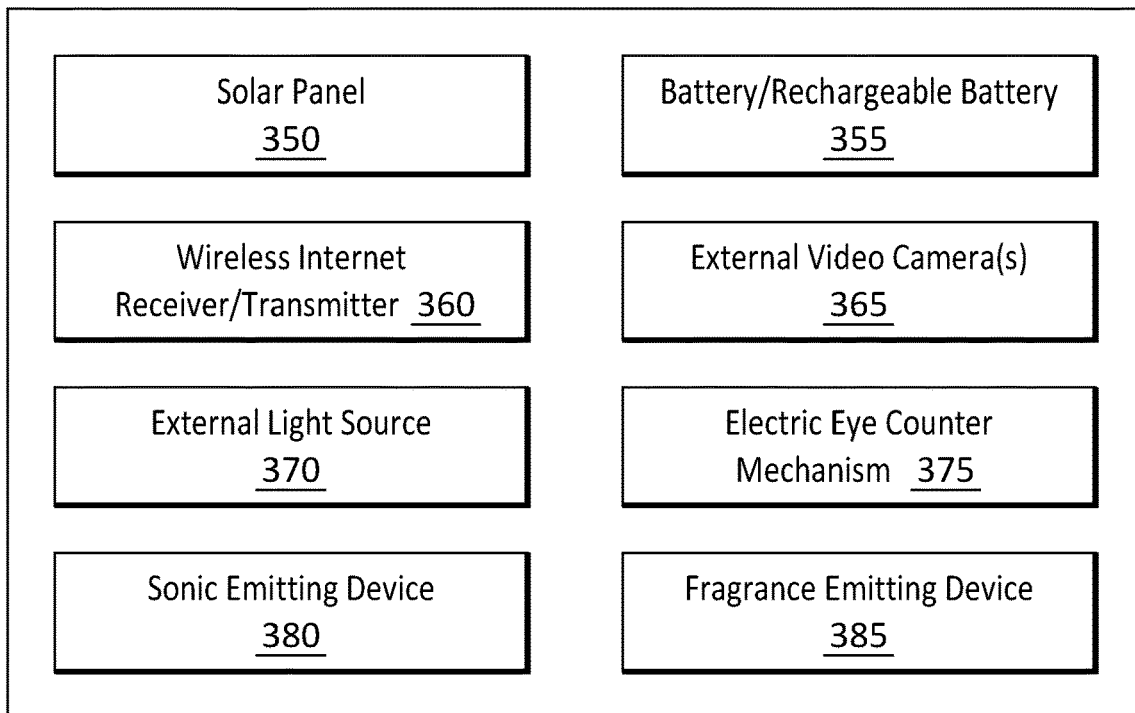 Solar Panel
350
Battery/Rechargeable Battery
355
Wireless Internet
Receiver/Transmitter 360
External Video Camera(s)
365
External Light Source
370
Electric Eye Counter
Mechanism 375
Sonic Emitting Device
380
Fragrance Emitting Device
385